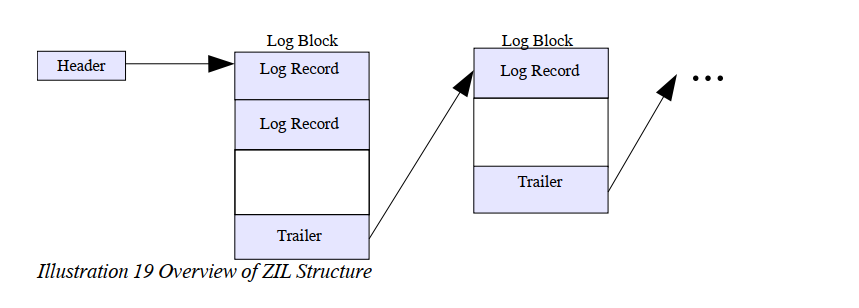 Log Block
Header
Log Record
Log Record
Trailer
Log Block
Log Record
Trailer
...
Illustration 19 Overview of ZIL Structure